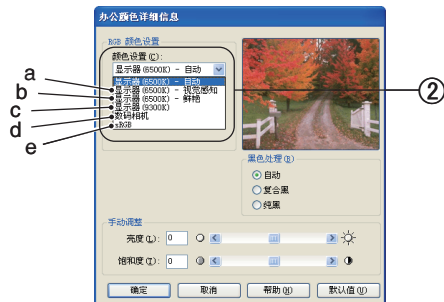 办公颜色详细信息
RGB 颜色设置
颜色设置(C):
显示器(6500K) - 自动
显示器(6500K) - 自动
a 显示器(6500K) - 视觉感知
b 显示器(6500K) - 鲜艳
c 显示器(9300K)
d 数码相机
e sRGB
②
黑色处理(B)
自动
复合黑
纯黑
手动调整
亮度(L): 0
饱和度(T): 0
确定 取消 帮助(H) 默认值(U)